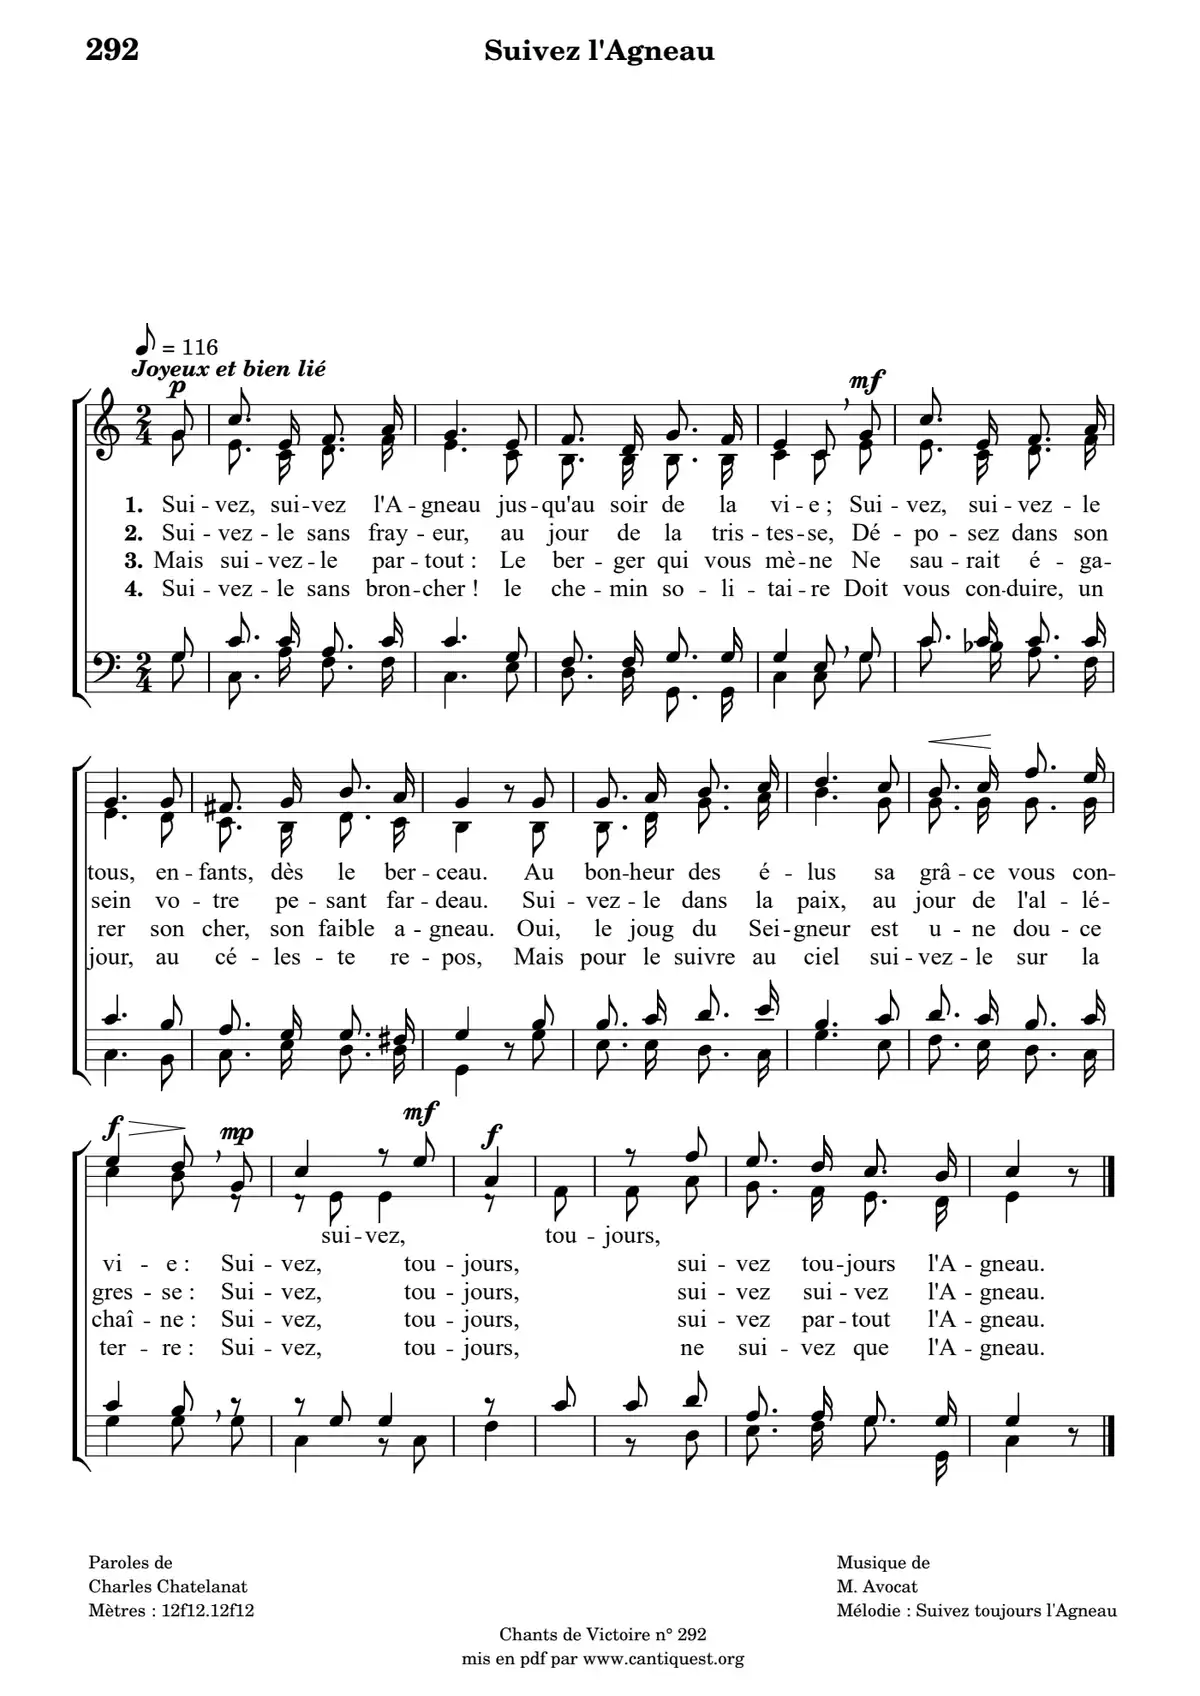 292 Suivez l'Agneau
= 116
Joyeux et bien lié
p
mf
1. Sui - vez, sui - vez l'A - gneau jus - qu'au soir de la vi - e ; Sui - vez, sui - vez - le
2. Sui - vez - le sans fray - eur, au jour de la tris - tes - se, Dé - po - sez dans son
3. Mais sui - vez - le par - tout : Le ber - ger qui vous mè - ne Ne sau - rait é - ga-
4. Sui - vez - le sans bron - cher ! le che - min so - li - tai - re Doit vous con - duire, un
tous, en - fants, dès le ber - ceau. Au bon - heur des é - lus sa grâ - ce vous con-
sein vo - tre pe - sant far - deau. Sui - vez - le dans la paix, au jour de l'al - lé-
rer son cher, son faible a - gneau. Oui, le joug du Sei - gneur est u - ne dou - ce
jour, au cé - les - te re - pos, Mais pour le suivre au ciel sui - vez - le sur la
f mp mf f
sui - vez, tou - jours,
vi - e : Sui - vez, tou - jours, sui - vez tou - jours l'A - gneau.
gres - se : Sui - vez, tou - jours, sui - vez sui - vez l'A - gneau.
chaî - ne : Sui - vez, tou - jours, sui - vez par - tout l'A - gneau.
ter - re : Sui - vez, tou - jours, ne sui - vez que l'A - gneau.
Paroles de
Charles Chatelanat
Mètres : 12f12.12f12
Musique de
M. Avocat
Mélodie : Suivez toujours l'Agneau
Chants de Victoire n° 292
mis en pdf par www.cantiquest.org